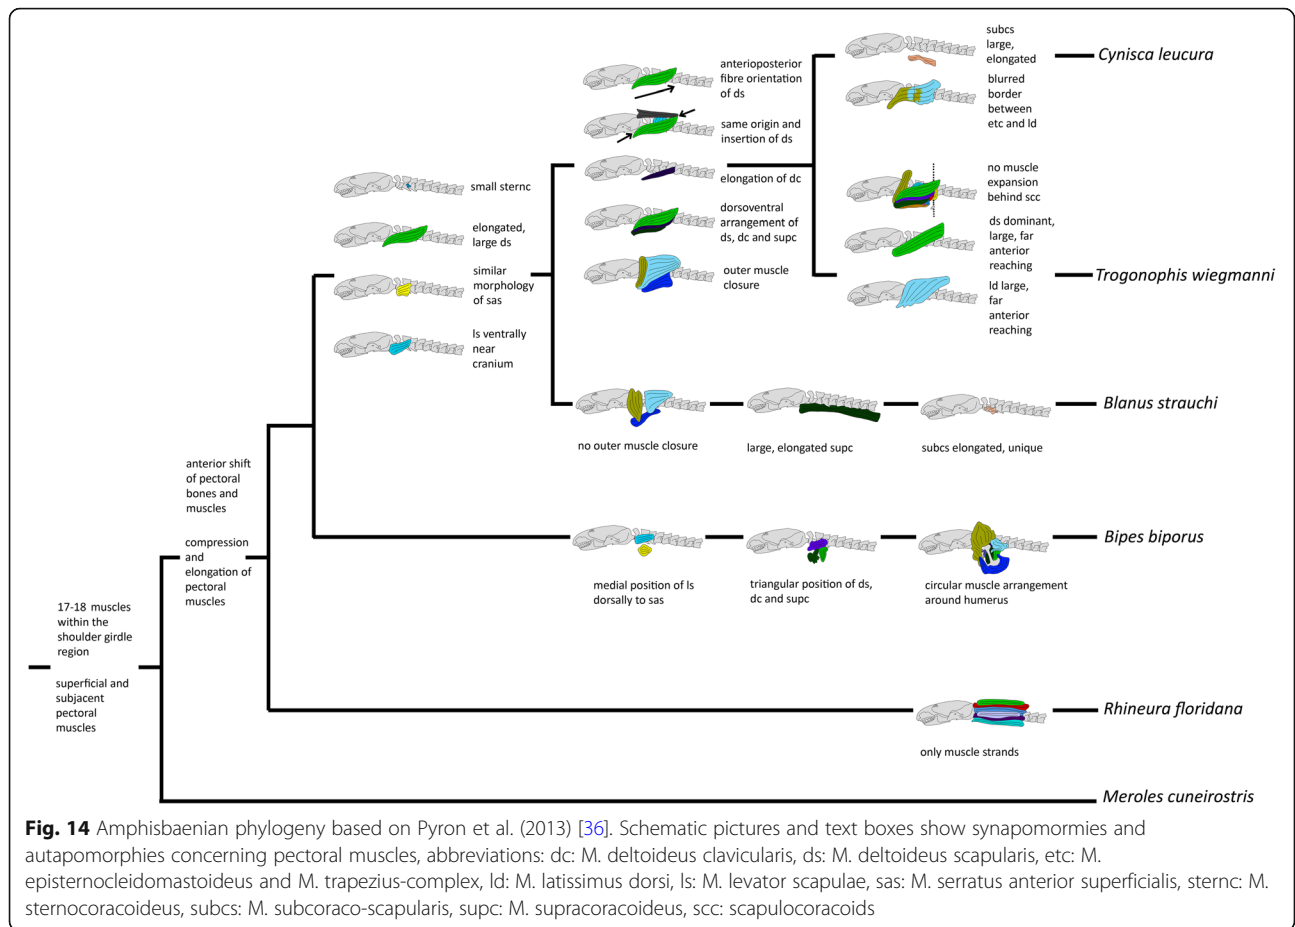 subcs
large,
elongated
Cynisca leucura
blurred
border
between
etc and ld
anterioposterior
fibre orientation
of ds
same origin and
insertion of ds
elongation of dc
dorsoventral
arrangement of
ds, dc and supc
outer muscle
closure
no muscle
expansion
behind scc
ds dominant,
large, far
anterior
reaching
Trogonophis wiegmanni
ld large,
far
anterior
reaching
small sternc
elongated,
large ds
similar
morphology
of sas
ls ventrally
near
cranium
no outer muscle closure
large, elongated supc
subcs elongated, unique
Blanus strauchi
anterior shift
of pectoral
bones and
muscles
compression
and
elongation of
pectoral
muscles
medial position of ls
dorsally to sas
triangular position of ds,
dc and supc
circular muscle arrangement
around humerus
Bipes biporus
17-18 muscles
within the
shoulder girdle
region
superficial and
subjacent
pectoral
muscles
only muscle strands
Rhineura floridana
Meroles cuneirostris
Fig. 14 Amphisbaenian phylogeny based on Pyron et al. (2013) [36]. Schematic pictures and text boxes show synapomormies and
autapomorphies concerning pectoral muscles, abbreviations: dc: M. deltoideus clavicularis, ds: M. deltoideus scapularis, etc: M.
episternocleidomastoideus and M. trapezius-complex, ld: M. latissimus dorsi, ls: M. levator scapulae, sas: M. serratus anterior superficialis, sternc: M.
sternocoracoideus, subcs: M. subcoraco-scapularis, supc: M. supracoracoideus, scc: scapulocoracoids